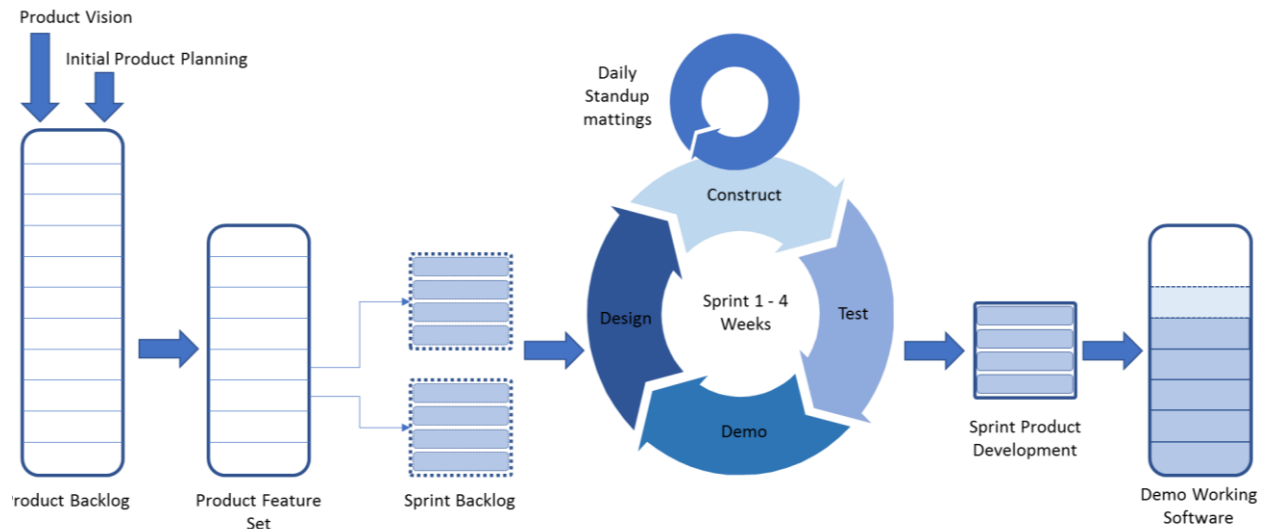 Product Vision
Initial Product Planning
Daily
Standup
mattings
Construct
Design
Sprint 1 - 4
Weeks
Test
Demo
Product Backlog
Product Feature
Set
Sprint Backlog
Sprint Product
Development
Demo Working
Software